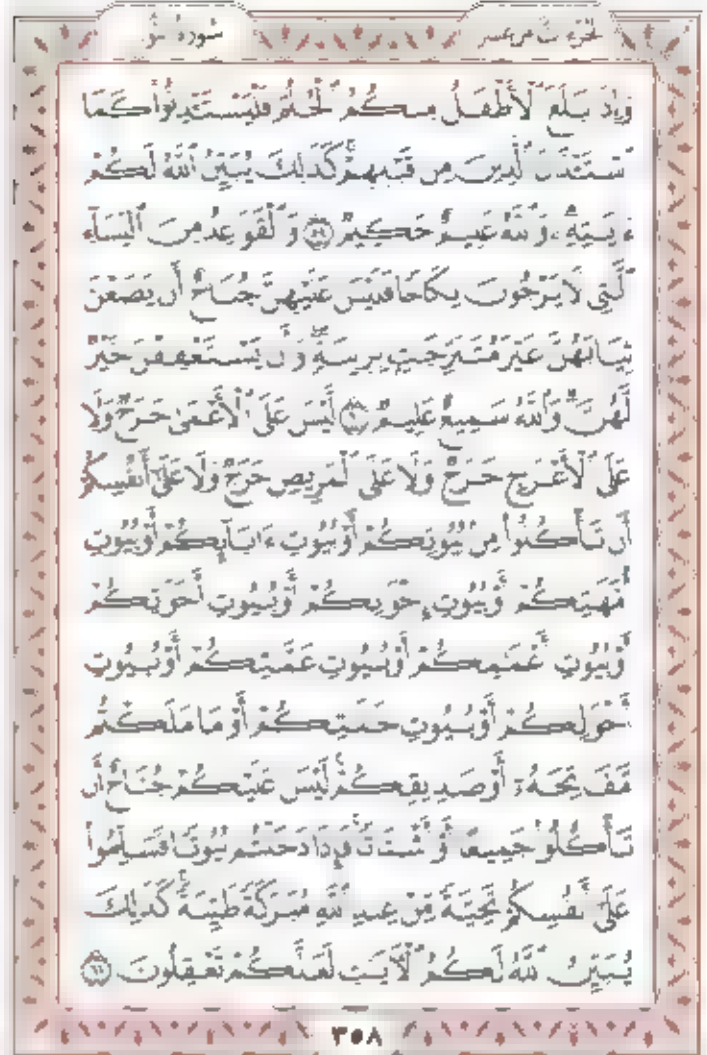 سورة النور
الجزء الثامن عشر
وَإِذَا بَلَغَ ٱلْأَطْفَٰلُ مِنكُمُ ٱلْحُلُمَ فَلْيَسْتَـْٔذِنُوا۟ كَمَا
ٱسْتَـْٔذَنَ ٱلَّذِينَ مِن قَبْلِهِمْ ۚ كَذَٰلِكَ يُبَيِّنُ ٱللَّهُ لَكُمْ
ءَايَٰتِهِۦ ۗ وَٱللَّهُ عَلِيمٌ حَكِيمٌ ٥٩ وَٱلْقَوَٰعِدُ مِنَ ٱلنِّسَآءِ
ٱلَّٰتِى لَا يَرْجُونَ نِكَاحًا فَلَيْسَ عَلَيْهِنَّ جُنَاحٌ أَن يَضَعْنَ
ثِيَابَهُنَّ غَيْرَ مُتَبَرِّجَٰتٍۭ بِزِينَةٍ ۖ وَأَن يَسْتَعْفِفْنَ خَيْرٌ
لَّهُنَّ ۗ وَٱللَّهُ سَمِيعٌ عَلِيمٌ ٦٠ لَّيْسَ عَلَى ٱلْأَعْمَىٰ حَرَجٌ وَلَا
عَلَى ٱلْأَعْرَجِ حَرَجٌ وَلَا عَلَى ٱلْمَرِيضِ حَرَجٌ وَلَا عَلَىٰٓ أَنفُسِكُمْ
أَن تَأْكُلُوا۟ مِنۢ بُيُوتِكُمْ أَوْ بُيُوتِ ءَابَآئِكُمْ أَوْ بُيُوتِ
أُمَّهَٰتِكُمْ أَوْ بُيُوتِ إِخْوَٰنِكُمْ أَوْ بُيُوتِ أَخَوَٰتِكُمْ
أَوْ بُيُوتِ أَعْمَٰمِكُمْ أَوْ بُيُوتِ عَمَّٰتِكُمْ أَوْ بُيُوتِ
أَخْوَٰلِكُمْ أَوْ بُيُوتِ خَٰلَٰتِكُمْ أَوْ مَا مَلَكْتُم
مَّفَاتِحَهُۥٓ أَوْ صَدِيقِكُمْ ۚ لَيْسَ عَلَيْكُمْ جُنَاحٌ أَن
تَأْكُلُوا۟ جَمِيعًا أَوْ أَشْتَاتًا ۚ فَإِذَا دَخَلْتُم بُيُوتًا فَسَلِّمُوا۟
عَلَىٰٓ أَنفُسِكُمْ تَحِيَّةً مِّنْ عِندِ ٱللَّهِ مُبَٰرَكَةً طَيِّبَةً ۚ كَذَٰلِكَ
يُبَيِّنُ ٱللَّهُ لَكُمُ ٱلْءَايَٰتِ لَعَلَّكُمْ تَعْقِلُونَ ٦١
٣٥٨